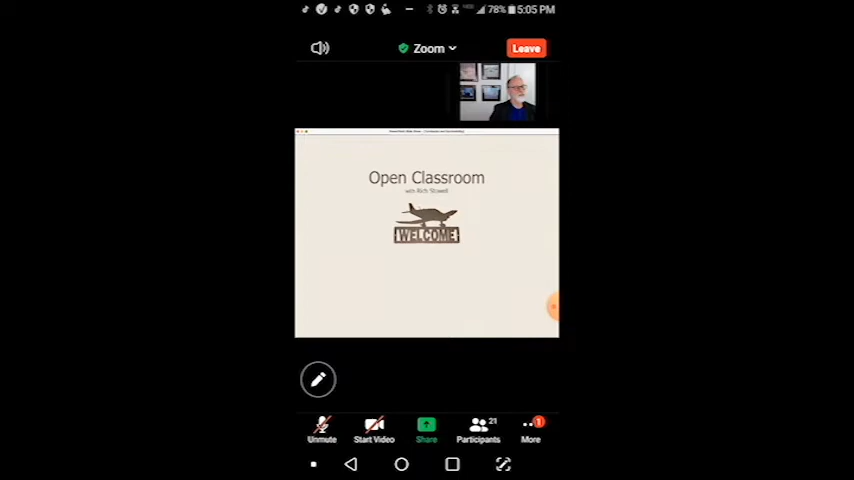 78% 5:05 PM
Zoom
Leave
Open Classroom
with Rich Stowell
WELCOME
Unmute
Start Video
Share
21
Participants
1
More